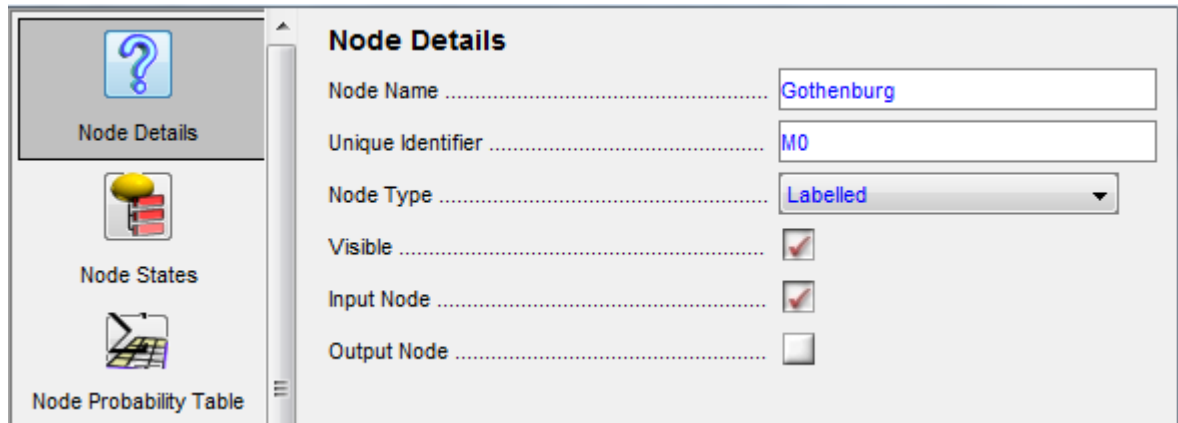 Node Details
Node States
Node Probability Table
Node Details
Node Name ................................................ Gothenburg
Unique Identifier ......................................... M0
Node Type ................................................. Labelled
Visible ....................................................... 
Input Node .................................................
Output Node ..............................................